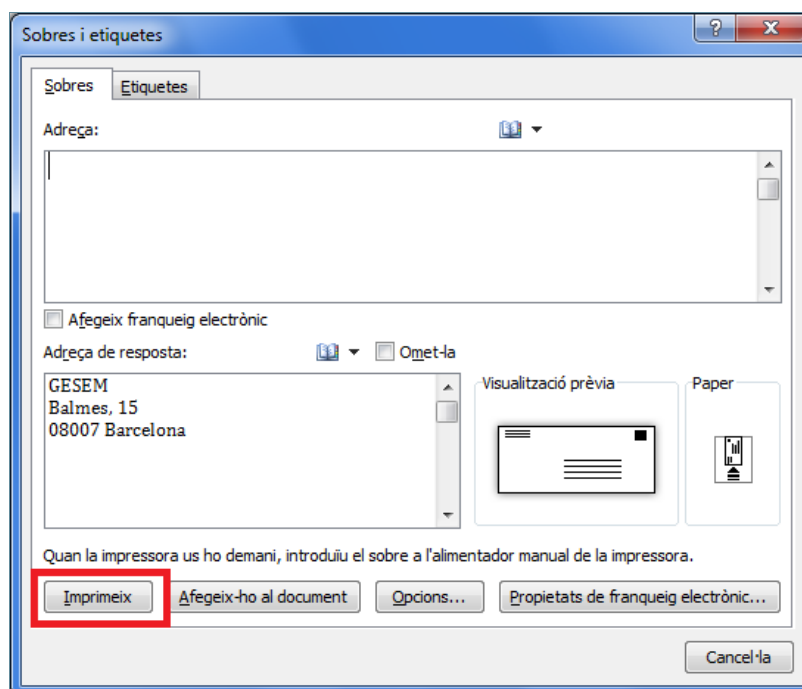 Sobres i etiquetes
Sobres Etiquetes
Adreça:
Afegeix franqueig electrònic
Adreça de resposta: Omet-la
GESEM
Balmes, 15
08007 Barcelona
Visualització prèvia
Paper
Quan la impressora us ho demani, introduïu el sobre a l'alimentador manual de la impressora.
Imprimeix Afegeix-ho al document Opcions... Propietats de franqueig electrònic...
Cancel·la